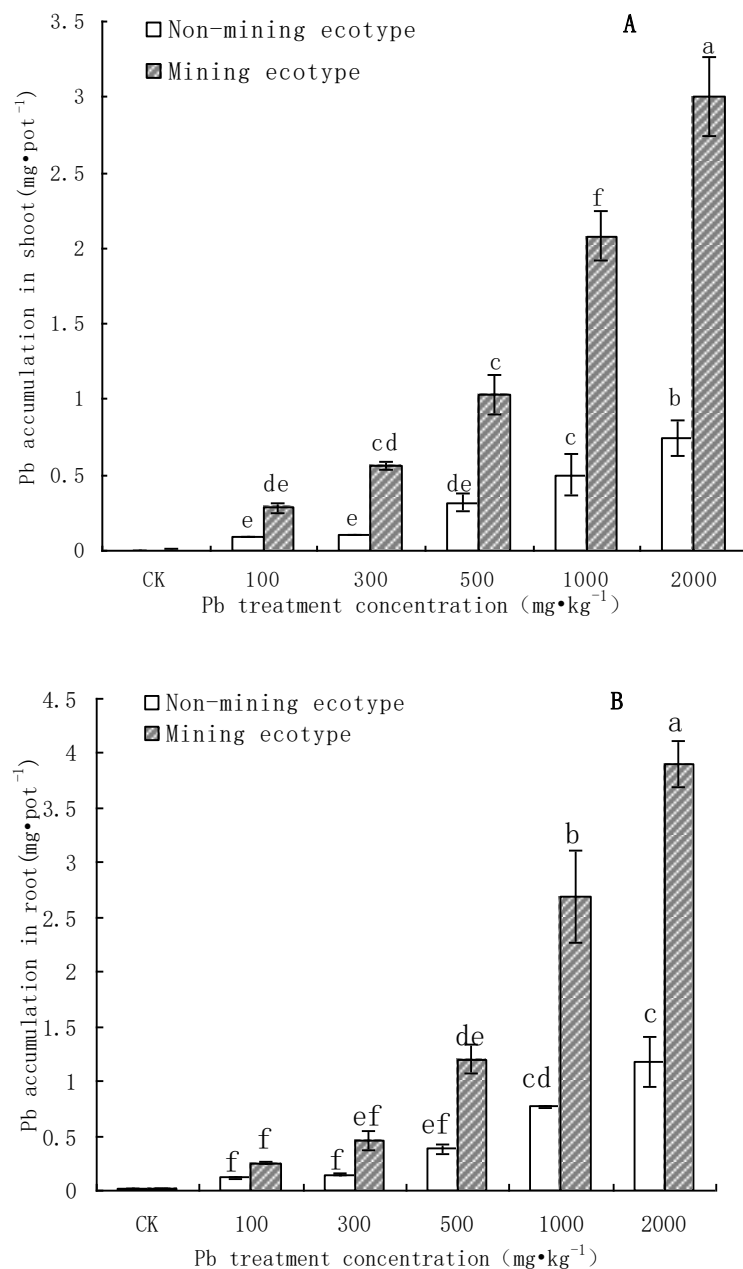 Non-mining ecotype
Mining ecotype
A
Pb accumulation in shoot(mg•pot⁻¹)
3.5
3
2.5
2
1.5
1
0.5
0
e
de
e
cd
de
c
c
f
b
a
CK
100
300
500
1000
2000
Pb treatment concentration（mg•kg⁻¹）
Non-mining ecotype
Mining ecotype
B
Pb accumulation in root(mg•pot⁻¹)
4.5
4
3.5
3
2.5
2
1.5
1
0.5
0
f
f
f
ef
ef
de
cd
b
c
a
CK
100
300
500
1000
2000
Pb treatment concentration（mg•kg⁻¹）